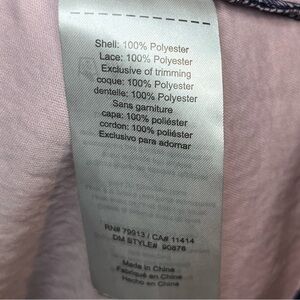 Shell: 100% Polyester
Lace: 100% Polyester
Exclusive of trimming
coque: 100% Polyester
dentelle: 100% Polyester
Sans garniture
capa: 100% poliéster
cordon: 100% poliéster
Exclusivo para adornar
RN# 79913 / CA# 11414
DM STYLE# 90876
Made in China
Fabriqué en Chine
Hecho en China